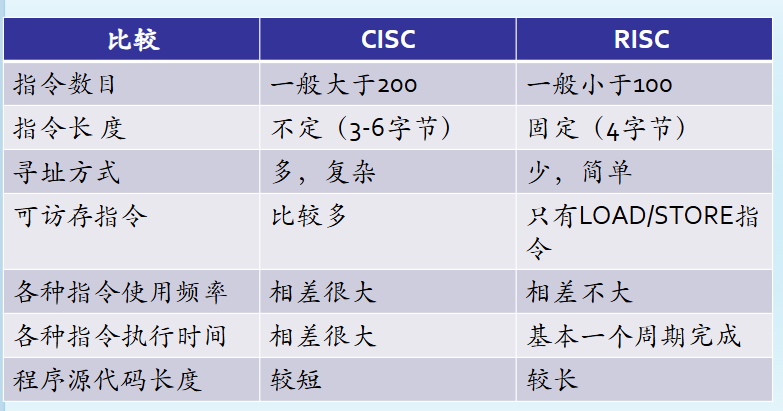 比较 CISC RISC
指令数目 一般大于200 一般小于100
指令长度 不定（3-6字节） 固定（4字节）
寻址方式 多，复杂 少，简单
可访存指令 比较多 只有LOAD/STORE指
令
各种指令使用频率 相差很大 相差不大
各种指令执行时间 相差很大 基本一个周期完成
程序源代码长度 较短 较长